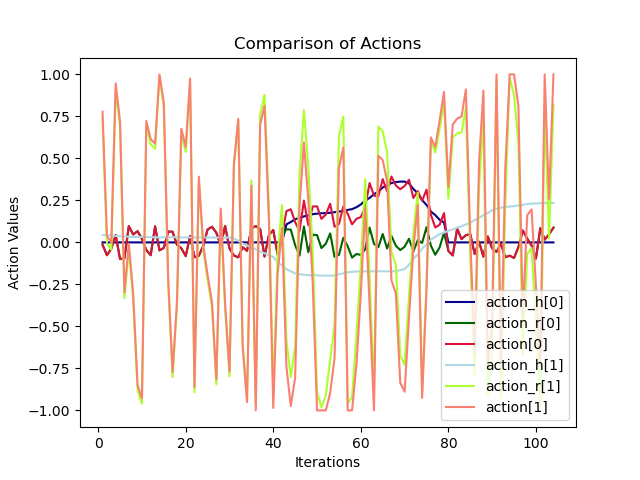 Comparison of Actions
Action Values
1.00
0.75
0.50
0.25
0.00
−0.25
−0.50
−0.75
−1.00
0
20
40
60
80
100
Iterations
action_h[0]
action_r[0]
action[0]
action_h[1]
action_r[1]
action[1]